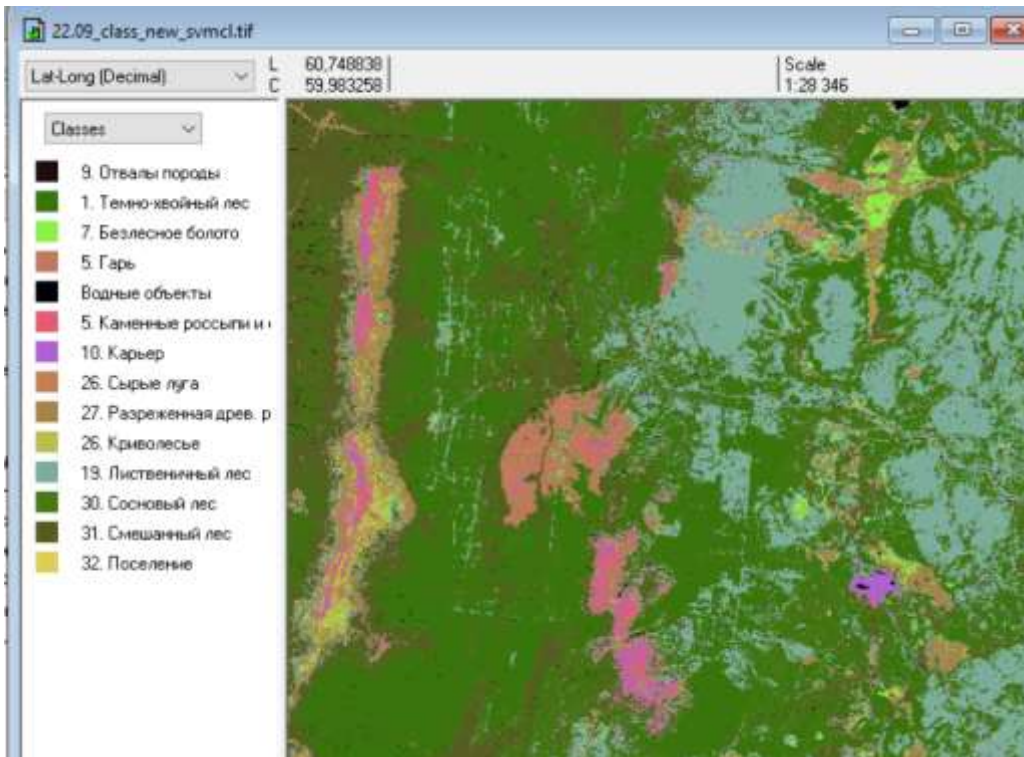 22.09_class_new_svmcl.tif
Lat-Long (Decimal)
L 60,748838
C 59,983258
Scale
1:28 346
Classes
9. Отвалы породы
1. Темно-хвойный лес
7. Безлесное болото
5. Гарь
Водные объекты
5. Каменные россыпи и
10. Карьер
26. Сырые луга
27. Разреженная древ. р
26. Криволесье
19. Лиственичный лес
30. Сосновый лес
31. Смешанный лес
32. Поселение